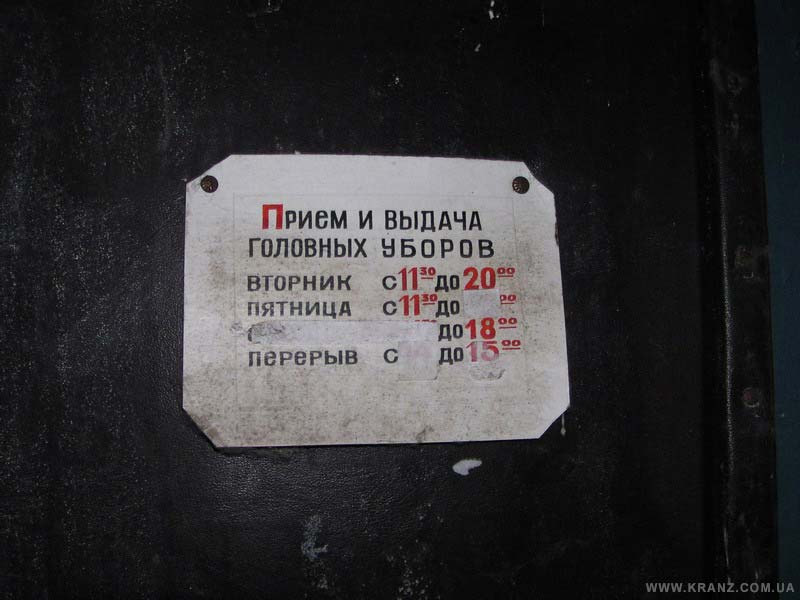 Прием и выдача
головных уборов
вторник с 11³⁰ до 20⁰⁰
пятница с 11³⁰ до ⁰⁰
до 18⁰⁰
перерыв с до 15⁰⁰
WWW.KRANZ.COM.UA